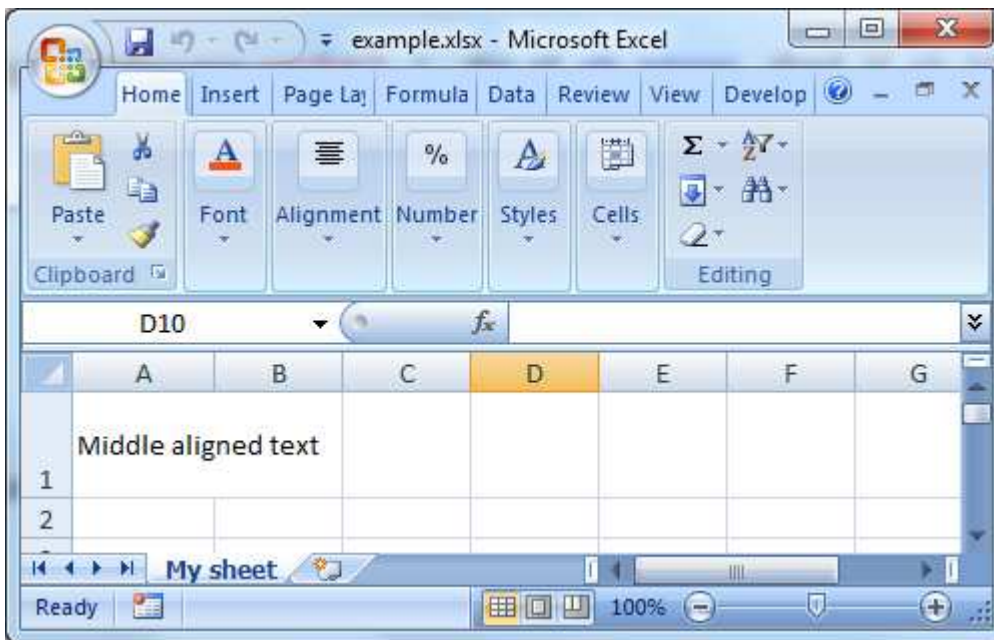 example.xlsx - Microsoft Excel
Home Insert Page Lay Formula Data Review View Develop
Paste Font Alignment Number Styles Cells
Clipboard Editing
D10 fx
A B C D E F G
Middle aligned text
1
2
My sheet
Ready 100%